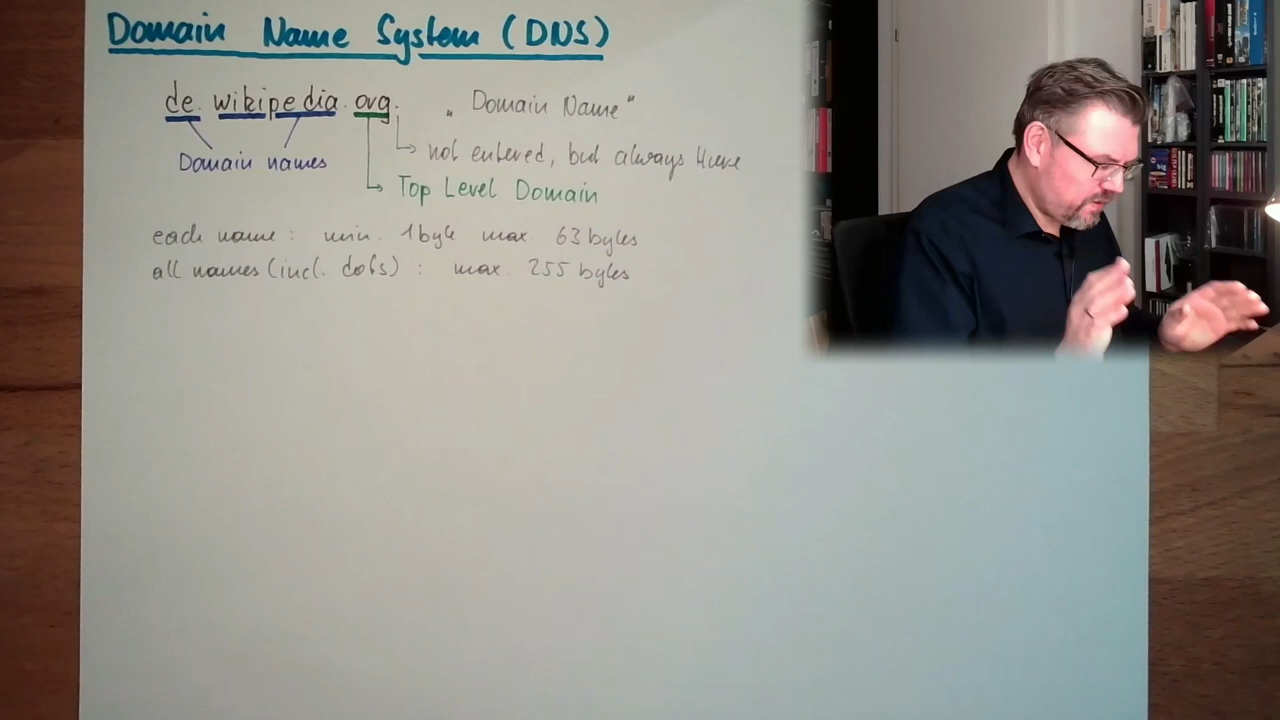 Domain Name System (DNS)
de. wikipedia. org. „ Domain Name"
Domain names
not entered, but always there
Top Level Domain
each name : min. 1 byte max. 63 bytes
all names (incl. dots) : max. 255 bytes